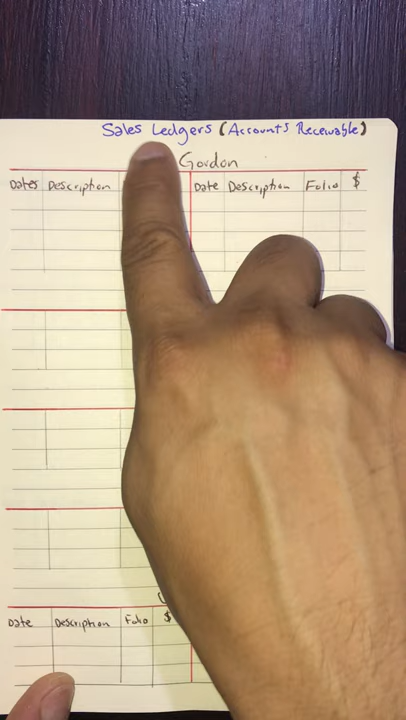 Sales Ledgers (Accounts Receivable)
Gordon
Dates Description Date Description Folio $
Date Description Folio $